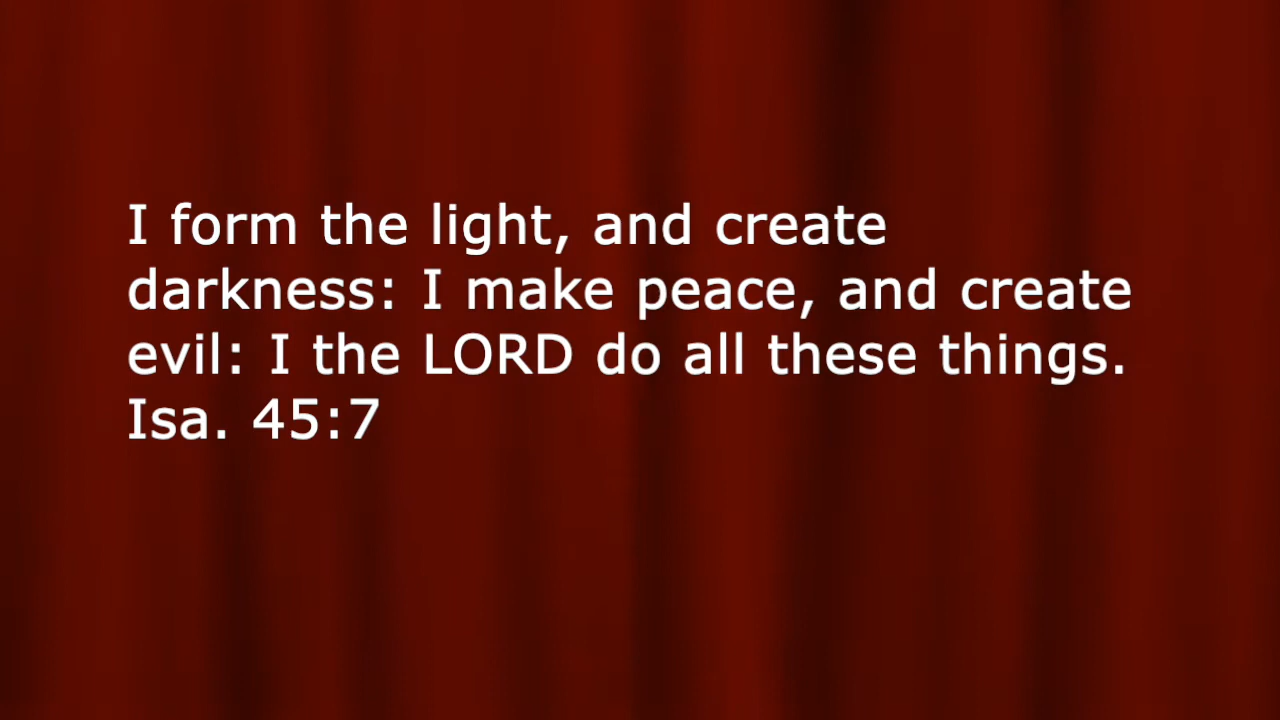 I form the light, and create
darkness: I make peace, and create
evil: I the LORD do all these things.
Isa. 45:7